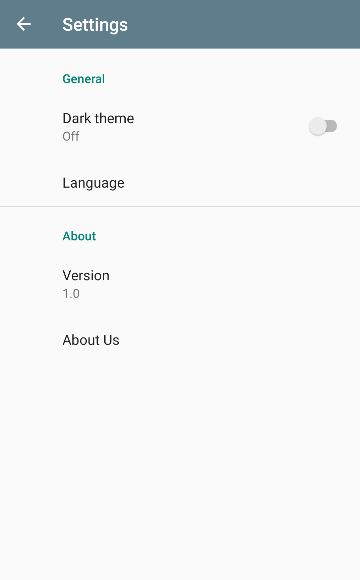 Settings
General
Dark theme
Off
Language
About
Version
1.0
About Us